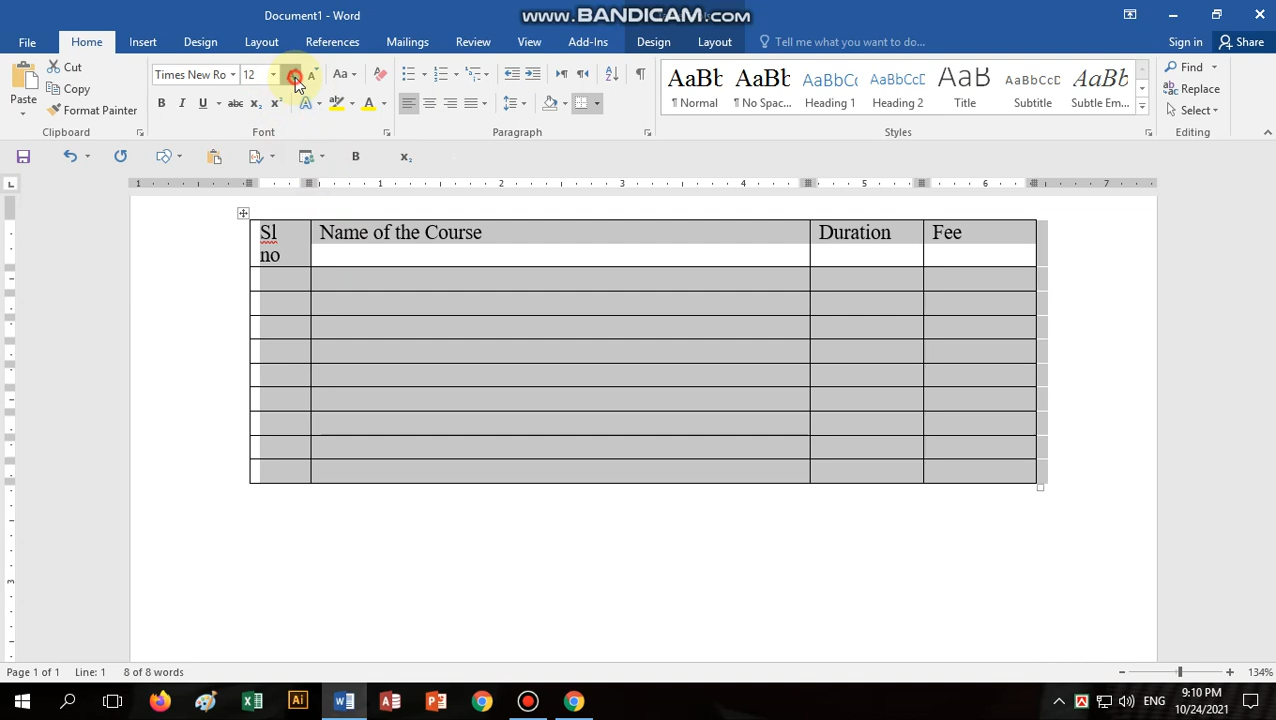 Document1 - Word
www.BANDICAM.com
File
Home
Insert
Design
Layout
References
Mailings
Review
View
Add-Ins
Design
Layout
Tell me what you want to do...
Sign in
Share
Paste
Cut
Copy
Format Painter
Clipboard
Times New Ro
12
Font
Paragraph
AaBb
¶ Normal
AaBb
¶ No Spac...
AaBbC
Heading 1
AaBbCc
Heading 2
AaB
Title
AaBbCcD
Subtitle
AaBbCc
Subtle Em...
Styles
Find
Replace
Select
Editing
Sl no
Name of the Course
Duration
Fee
Page 1 of 1
Line: 1
8 of 8 words
134%
ENG
9:10 PM
10/24/2021